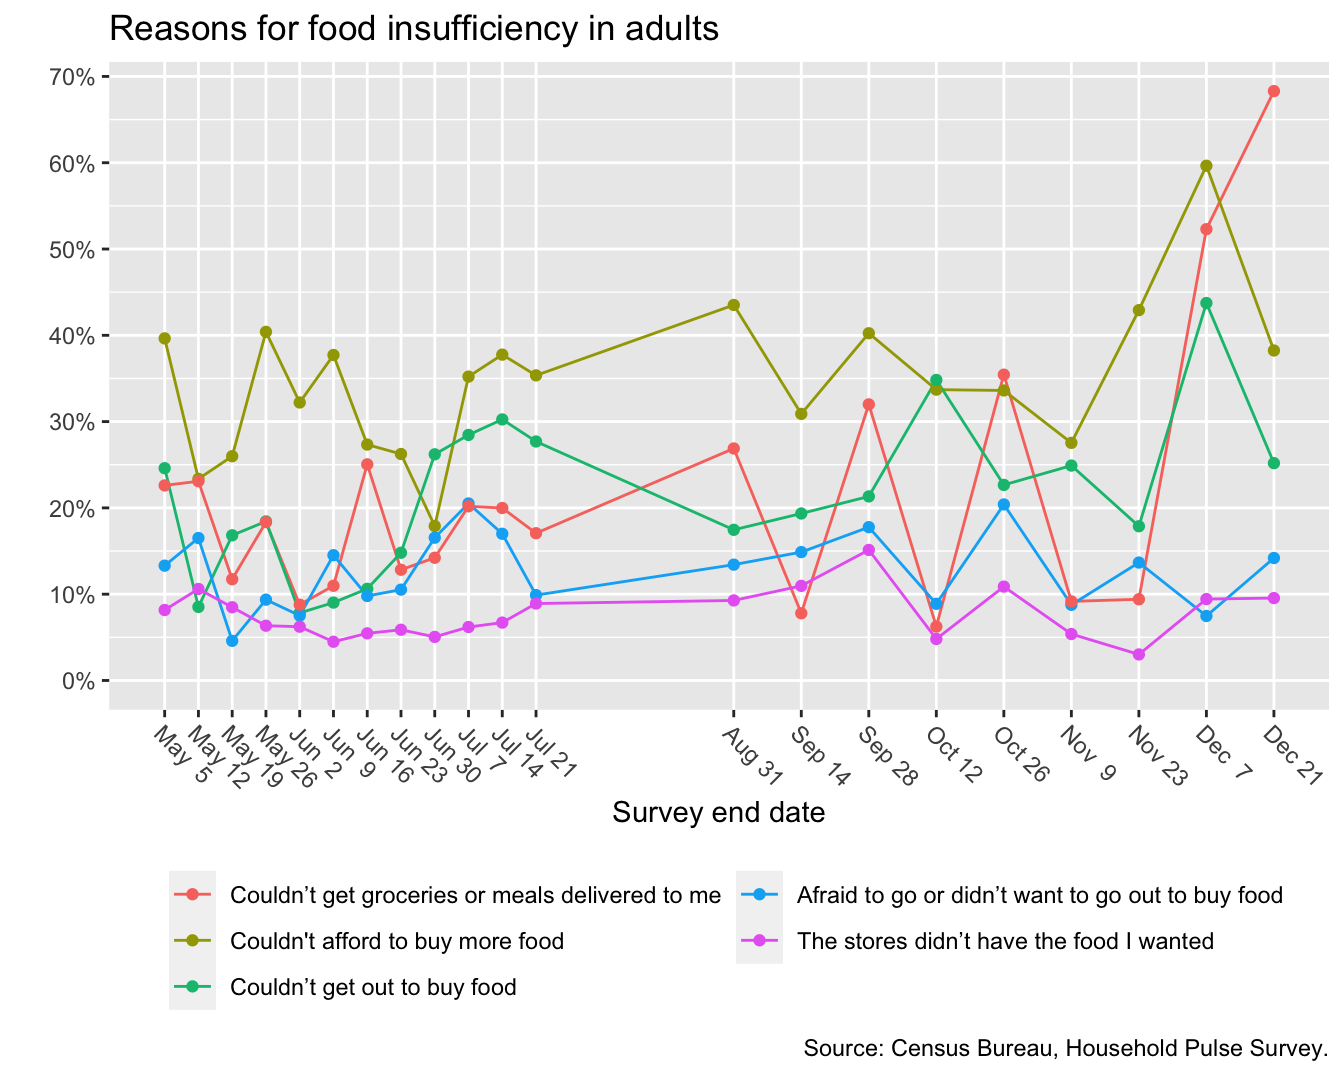 Reasons for food insufficiency in adults
70%
60%
50%
40%
30%
20%
10%
0%
May 5
May 12
May 19
May 26
Jun 2
Jun 9
Jun 16
Jun 23
Jun 30
Jul 7
Jul 14
Jul 21
Aug 31
Sep 14
Sep 28
Oct 12
Oct 26
Nov 9
Nov 23
Dec 7
Dec 21
Survey end date
Couldn’t get groceries or meals delivered to me
Couldn't afford to buy more food
Couldn’t get out to buy food
Afraid to go or didn’t want to go out to buy food
The stores didn’t have the food I wanted
Source: Census Bureau, Household Pulse Survey.